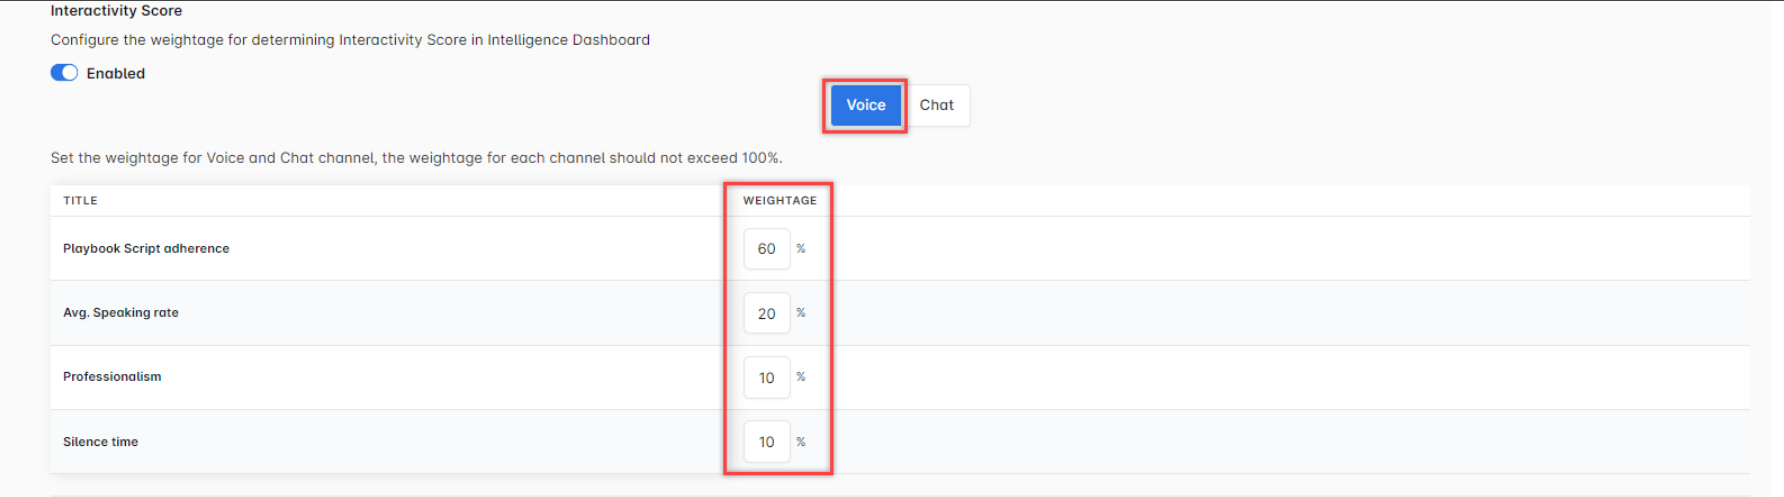 Interactivity Score
Configure the weightage for determining Interactivity Score in Intelligence Dashboard
Enabled
Voice Chat
Set the weightage for Voice and Chat channel, the weightage for each channel should not exceed 100%.
TITLE WEIGHTAGE
Playbook Script adherence 60 %
Avg. Speaking rate 20 %
Professionalism 10 %
Silence time 10 %